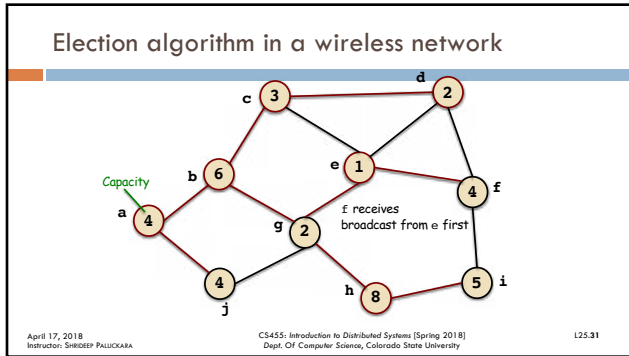 Election algorithm in a wireless network
d
c
3
2
b
6
e
1
Capacity
a
4
4
f
f receives
broadcast from e first
g
2
4
j
h
8
5
i
April 17, 2018
Instructor: SHRIDEEP PALLICKARA
CS455: Introduction to Distributed Systems [Spring 2018]
Dept. Of Computer Science, Colorado State University
L25.31